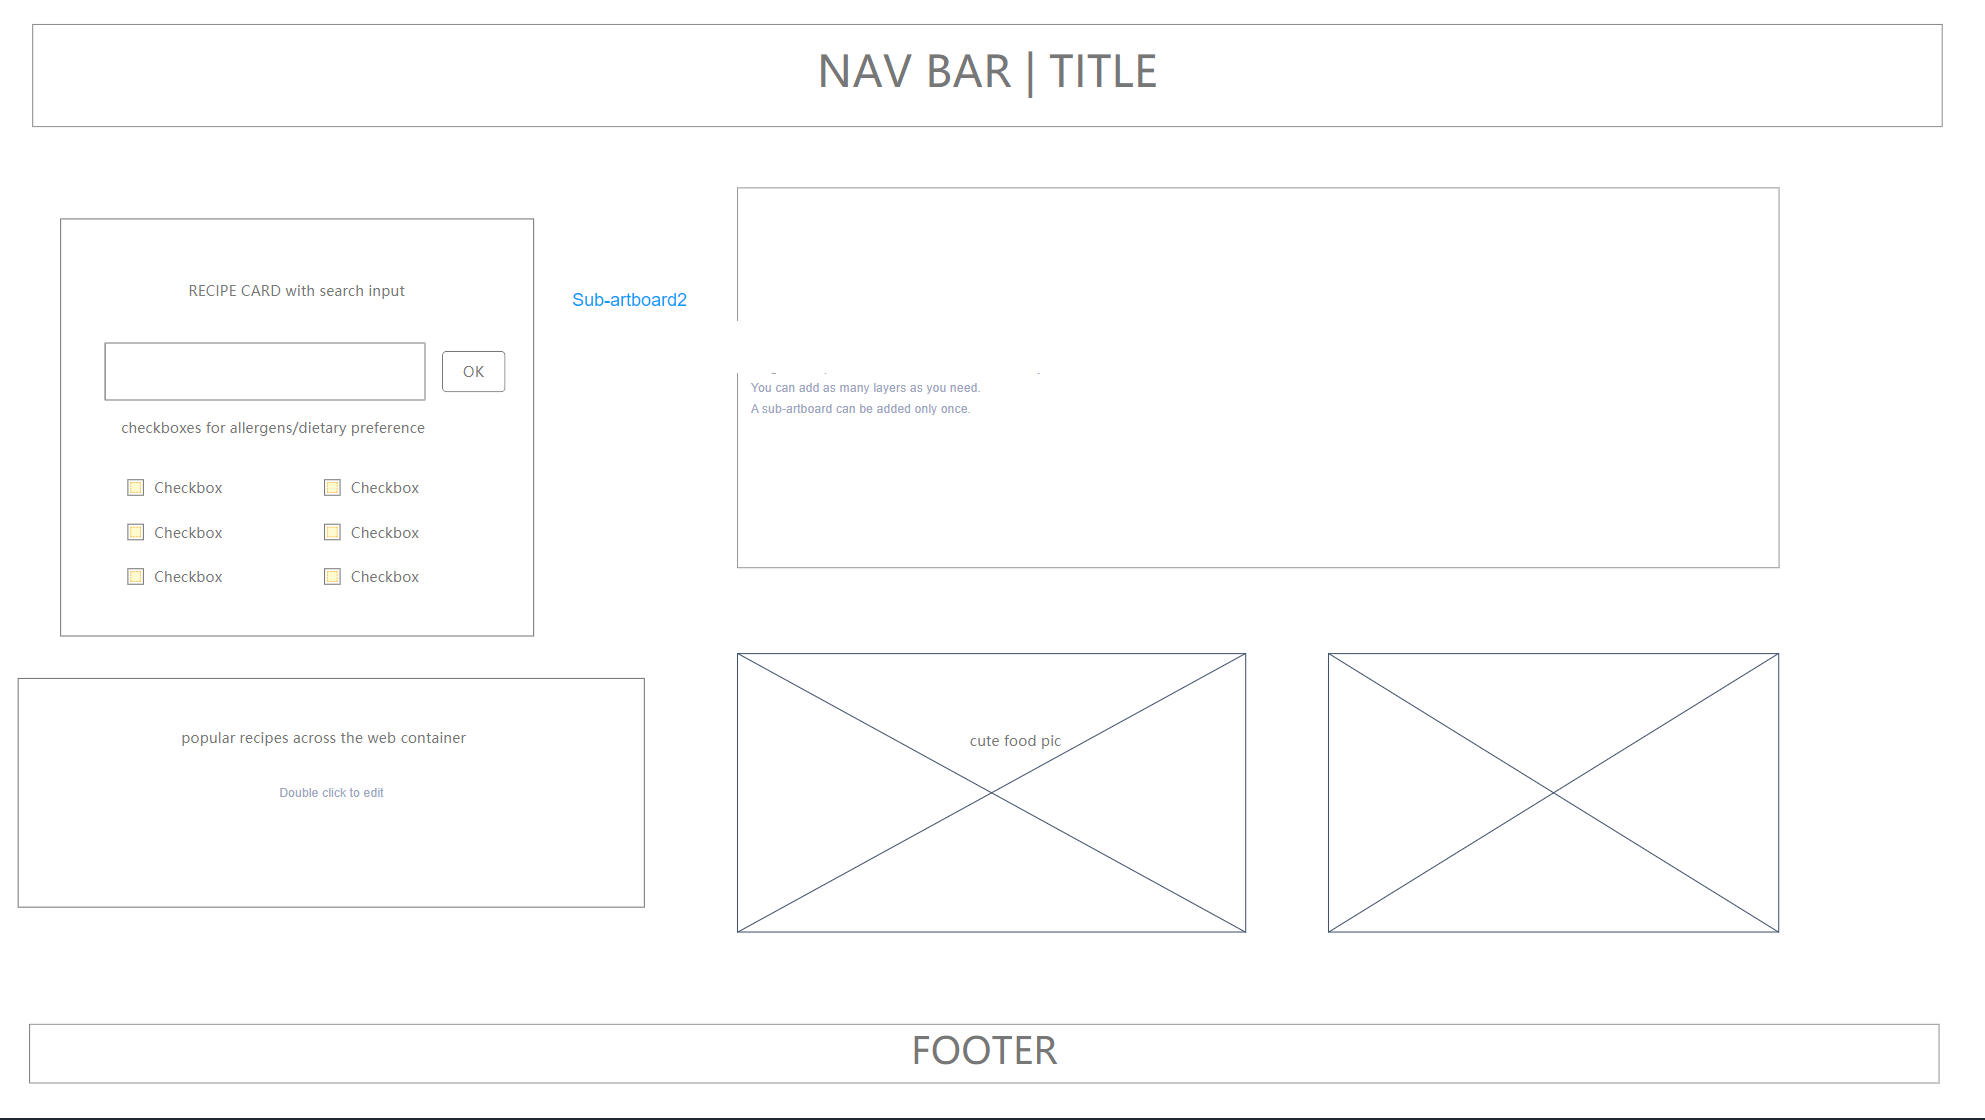 NAV BAR | TITLE
RECIPE CARD with search input
Sub-artboard2
OK
You can add as many layers as you need.
A sub-artboard can be added only once.
checkboxes for allergens/dietary preference
Checkbox
Checkbox
Checkbox
Checkbox
Checkbox
Checkbox
popular recipes across the web container
Double click to edit
cute food pic
FOOTER